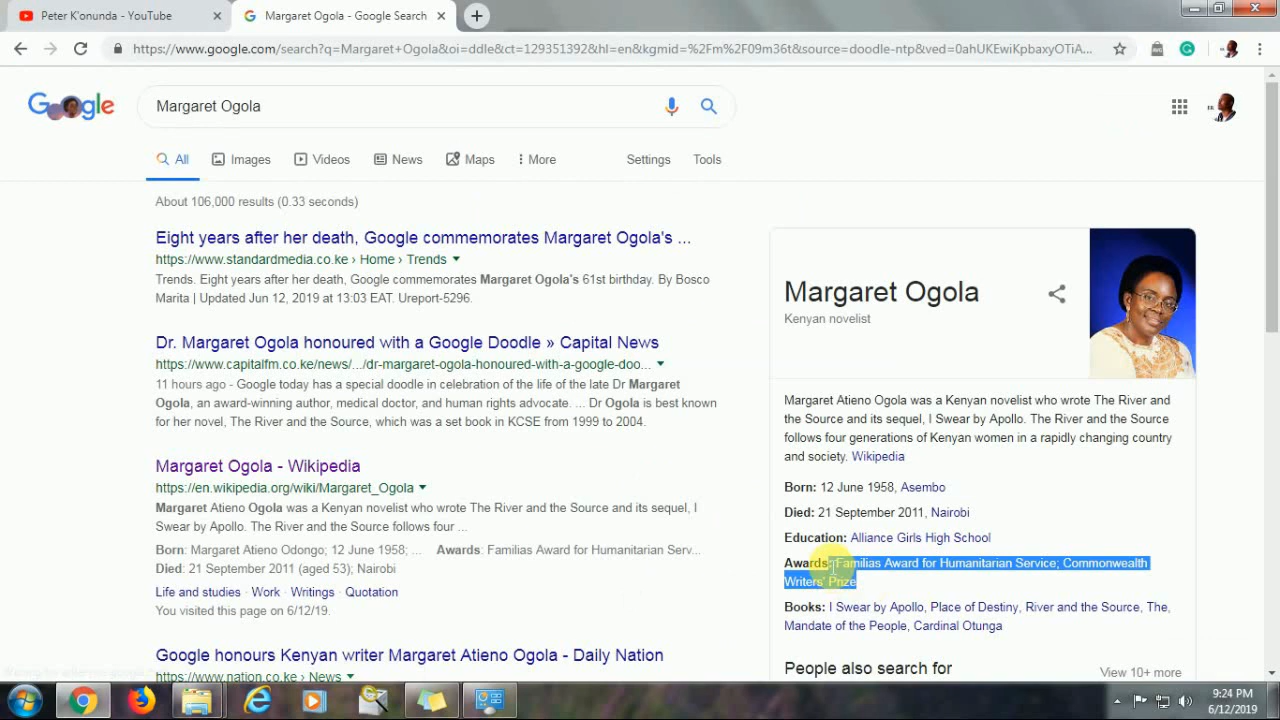 Peter K'onunda - YouTube
Margaret Ogola - Google Search
https://www.google.com/search?q=Margaret+Ogola&oi=ddle&ct=129351392&hl=en&kgmid=%2Fm%2F09m36t&source=doodle-ntp&ved=0ahUKEwiKpbaxyOTiA...
Google
Margaret Ogola
All
Images
Videos
News
Maps
More
Settings
Tools
About 106,000 results (0.33 seconds)
Eight years after her death, Google commemorates Margaret Ogola's ...
https://www.standardmedia.co.ke › Home › Trends
Trends. Eight years after her death, Google commemorates Margaret Ogola's 61st birthday. By Bosco
Marita | Updated Jun 12, 2019 at 13:03 EAT. Ureport-5296.
Dr. Margaret Ogola honoured with a Google Doodle » Capital News
https://www.capitalfm.co.ke/news/.../dr-margaret-ogola-honoured-with-a-google-doo...
11 hours ago - Google today has a special doodle in celebration of the life of the late Dr Margaret
Ogola, an award-winning author, medical doctor, and human rights advocate. ... Dr Ogola is best known
for her novel, The River and the Source, which was a set book in KCSE from 1999 to 2004.
Margaret Ogola - Wikipedia
https://en.wikipedia.org/wiki/Margaret_Ogola
Margaret Atieno Ogola was a Kenyan novelist who wrote The River and the Source and its sequel, I
Swear by Apollo. The River and the Source follows four ...
Born: Margaret Atieno Odongo; 12 June 1958; ... Awards: Familias Award for Humanitarian Serv...
Died: 21 September 2011 (aged 53); Nairobi
Life and studies · Work · Writings · Quotation
You visited this page on 6/12/19.
Google honours Kenyan writer Margaret Atieno Ogola - Daily Nation
https://www.nation.co.ke › News
Margaret Ogola
Kenyan novelist
Margaret Atieno Ogola was a Kenyan novelist who wrote The River and
the Source and its sequel, I Swear by Apollo. The River and the Source
follows four generations of Kenyan women in a rapidly changing country
and society. Wikipedia
Born: 12 June 1958, Asembo
Died: 21 September 2011, Nairobi
Education: Alliance Girls High School
Awards: Familias Award for Humanitarian Service; Commonwealth
Writers' Prize
Books: I Swear by Apollo, Place of Destiny, River and the Source, The,
Mandate of the People, Cardinal Otunga
People also search for
View 10+ more
9:24 PM
6/12/2019